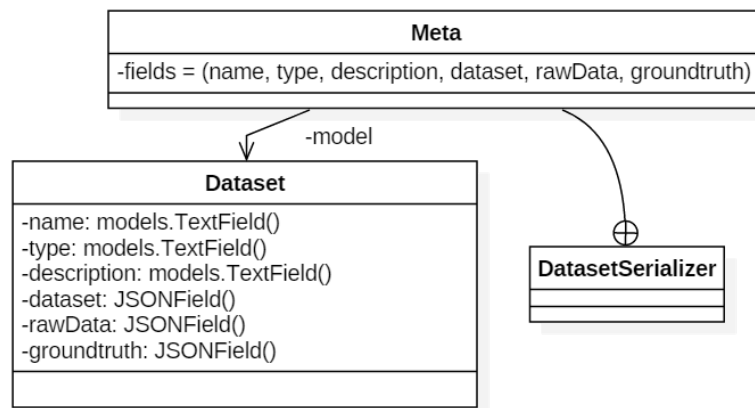 Meta
-fields = (name, type, description, dataset, rawData, groundtruth)
-model
Dataset
-name: models.TextField()
-type: models.TextField()
-description: models.TextField()
-dataset: JSONField()
-rawData: JSONField()
-groundtruth: JSONField()
DatasetSerializer